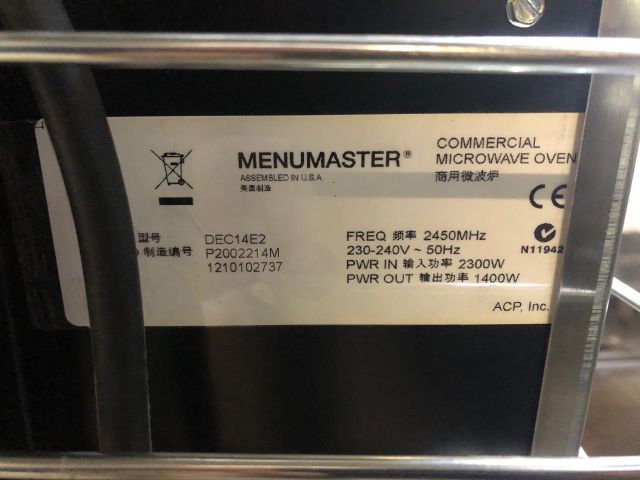 MENUMASTER®
ASSEMBLED IN U.S.A.
美国制造
COMMERCIAL
MICROWAVE OVEN
商用微波炉
CE
型号 DEC14E2
制造编号 P2002214M
1210102737
FREQ 频率 2450MHz
230-240V ~ 50Hz
PWR IN 输入功率 2300W
PWR OUT 输出功率 1400W
N11942
ACP, Inc.